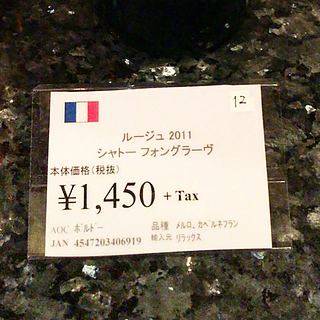 12
ルージュ 2011
シャトー フォングラーヴ
本体価格(税抜)
¥1,450 + Tax
AOC ボルドー 品種 メルロ、カベルネフラン
JAN 4547203406919 輸入元 リラックス